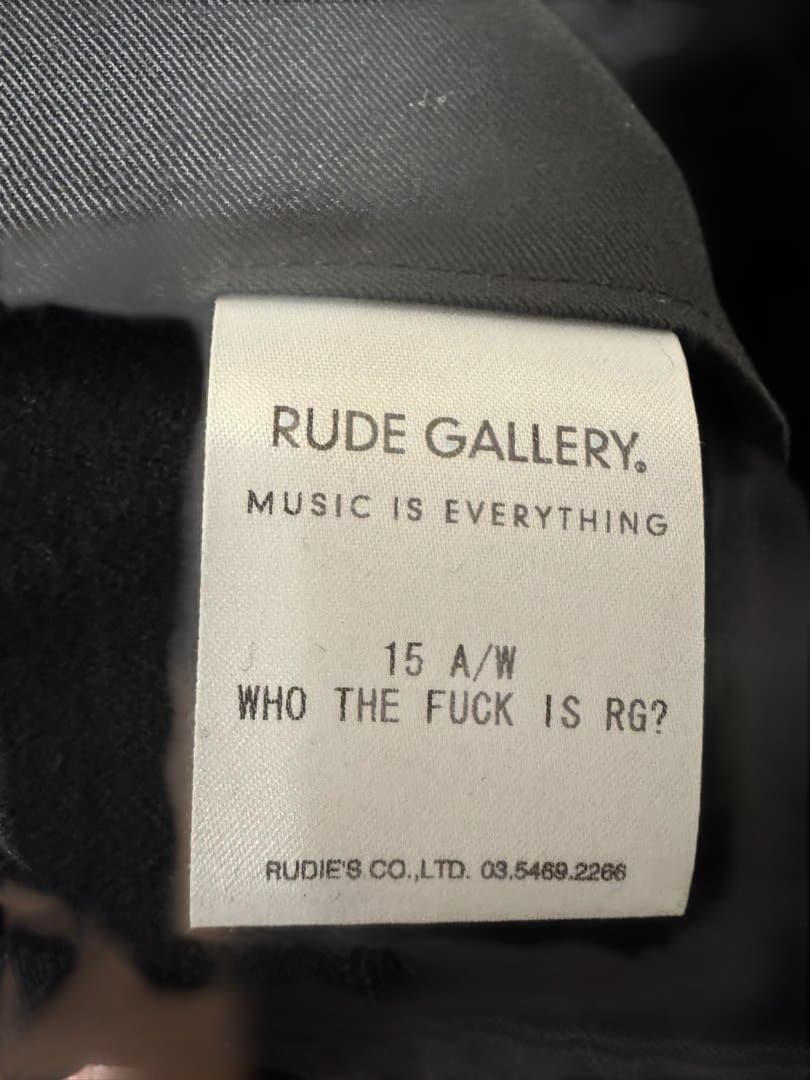 RUDE GALLERY.
MUSIC IS EVERYTHING
15 A/W
WHO THE FUCK IS RG?
RUDIE'S CO.,LTD. 03.5469.2266